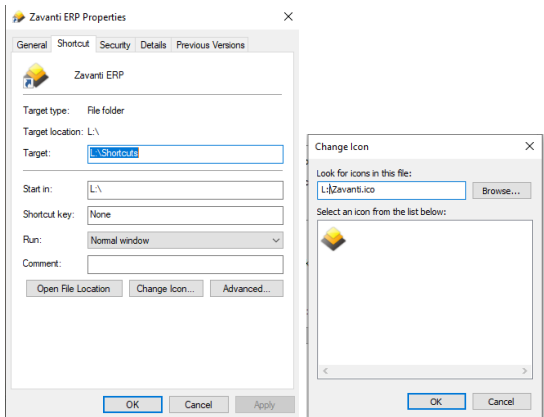 Zavanti ERP Properties
General Shortcut Security Details Previous Versions
Zavanti ERP
Target type: File folder
Target location: L:\
Target: L:\Shortcuts
Start in: L:\
Shortcut key: None
Run: Normal window
Comment:
Open File Location Change Icon... Advanced...
OK Cancel Apply
Change Icon
Look for icons in this file:
L:\Zavanti.ico Browse...
Select an icon from the list below:
OK Cancel